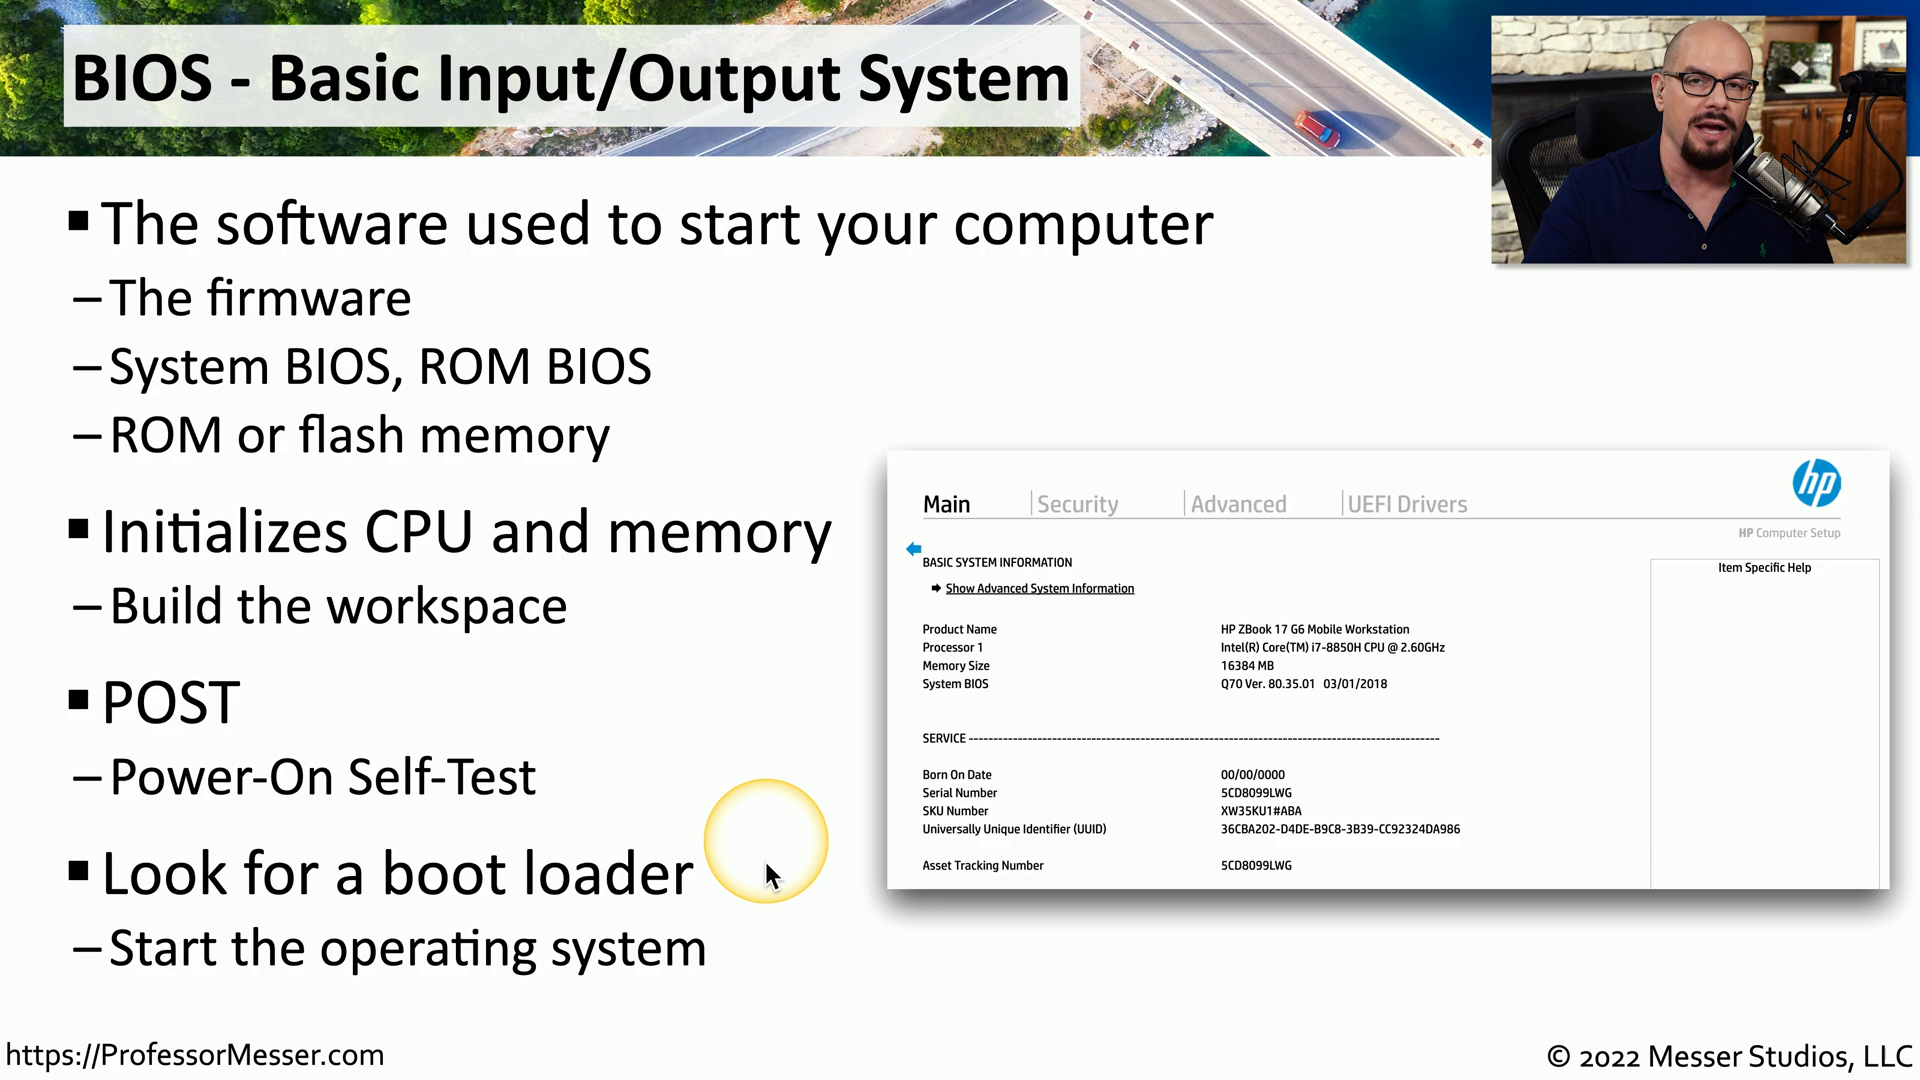 BIOS - Basic Input/Output System
▪ The software used to start your computer
– The firmware
– System BIOS, ROM BIOS
– ROM or flash memory
▪ Initializes CPU and memory
– Build the workspace
▪ POST
– Power-On Self-Test
▪ Look for a boot loader
– Start the operating system
hp
Main Security Advanced UEFI Drivers
HP Computer Setup
BASIC SYSTEM INFORMATION
Item Specific Help
Show Advanced System Information
Product Name HP ZBook 17 G6 Mobile Workstation
Processor 1 Intel(R) Core(TM) i7-8850H CPU @ 2.60GHz
Memory Size 16384 MB
System BIOS Q70 Ver. 80.35.01 03/01/2018
SERVICE ------------------------------------------------------------------------------------------------
Born On Date 00/00/0000
Serial Number 5CD8099LWG
SKU Number XW35KU1#ABA
Universally Unique Identifier (UUID) 36CBA202-D4DE-B9C8-3B39-CC92324DA986
Asset Tracking Number 5CD8099LWG
https://ProfessorMesser.com
© 2022 Messer Studios, LLC